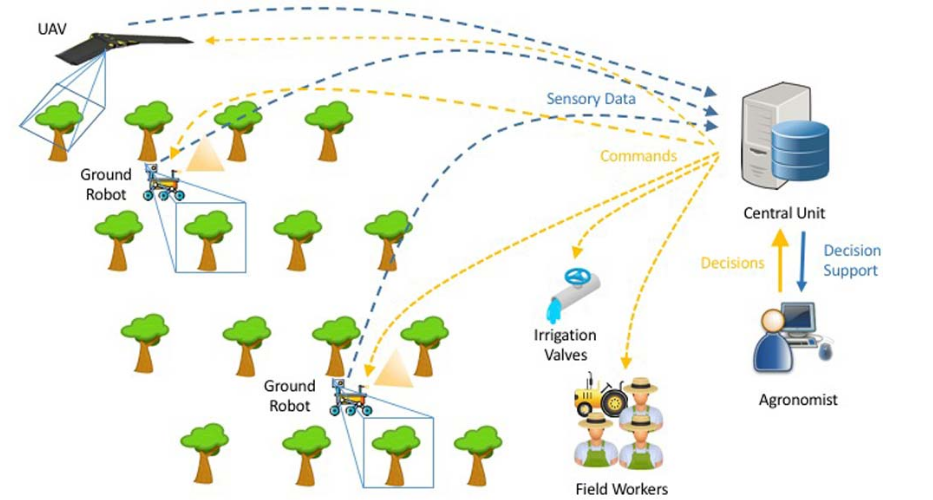 UAV
Sensory Data
Commands
Ground
Robot
Central Unit
Decisions
Decision
Support
Irrigation
Valves
Ground
Robot
Agronomist
Field Workers